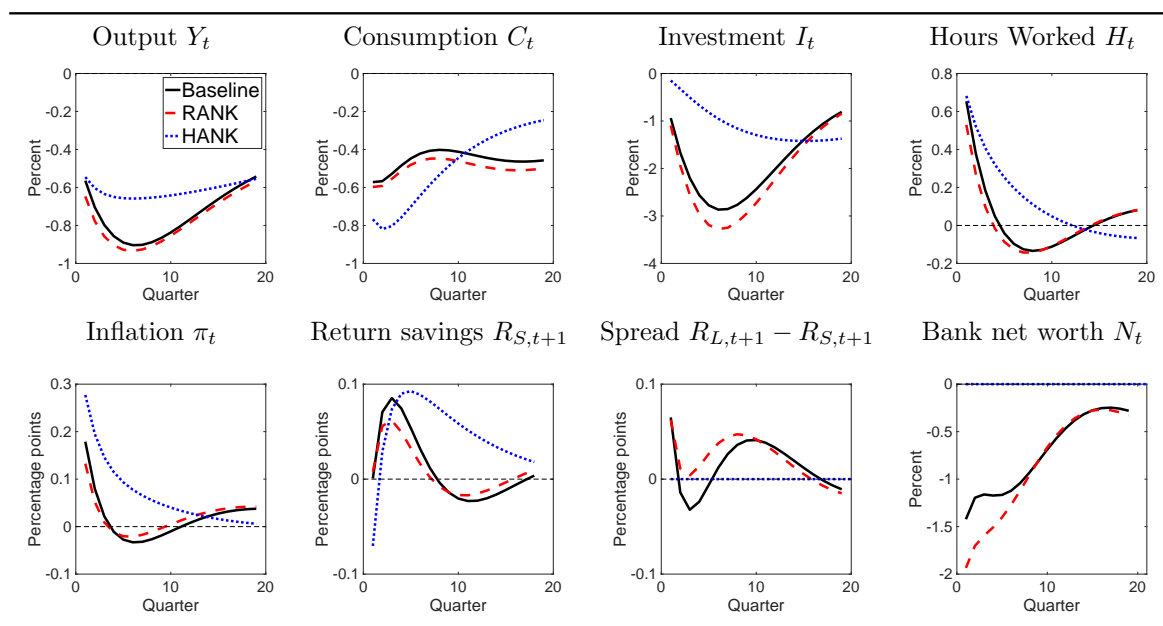 Output Y_t
Consumption C_t
Investment I_t
Hours Worked H_t
Percent
0
-0.2
-0.4
-0.6
-0.8
-1
0 10 20
Quarter
Baseline
RANK
HANK
Percent
0
-0.2
-0.4
-0.6
-0.8
-1
0 10 20
Quarter
Percent
0
-1
-2
-3
-4
0 10 20
Quarter
Percent
0.8
0.6
0.4
0.2
0
-0.2
0 10 20
Quarter
Inflation π_t
Return savings R_{S,t+1}
Spread R_{L,t+1} − R_{S,t+1}
Bank net worth N_t
Percentage points
0.3
0.2
0.1
0
-0.1
0 10 20
Quarter
Percentage points
0.1
0
-0.1
0 10 20
Quarter
Percentage points
0.1
0.05
0
-0.05
-0.1
0 10 20
Quarter
Percent
0
-0.5
-1
-1.5
-2
0 10 20
Quarter